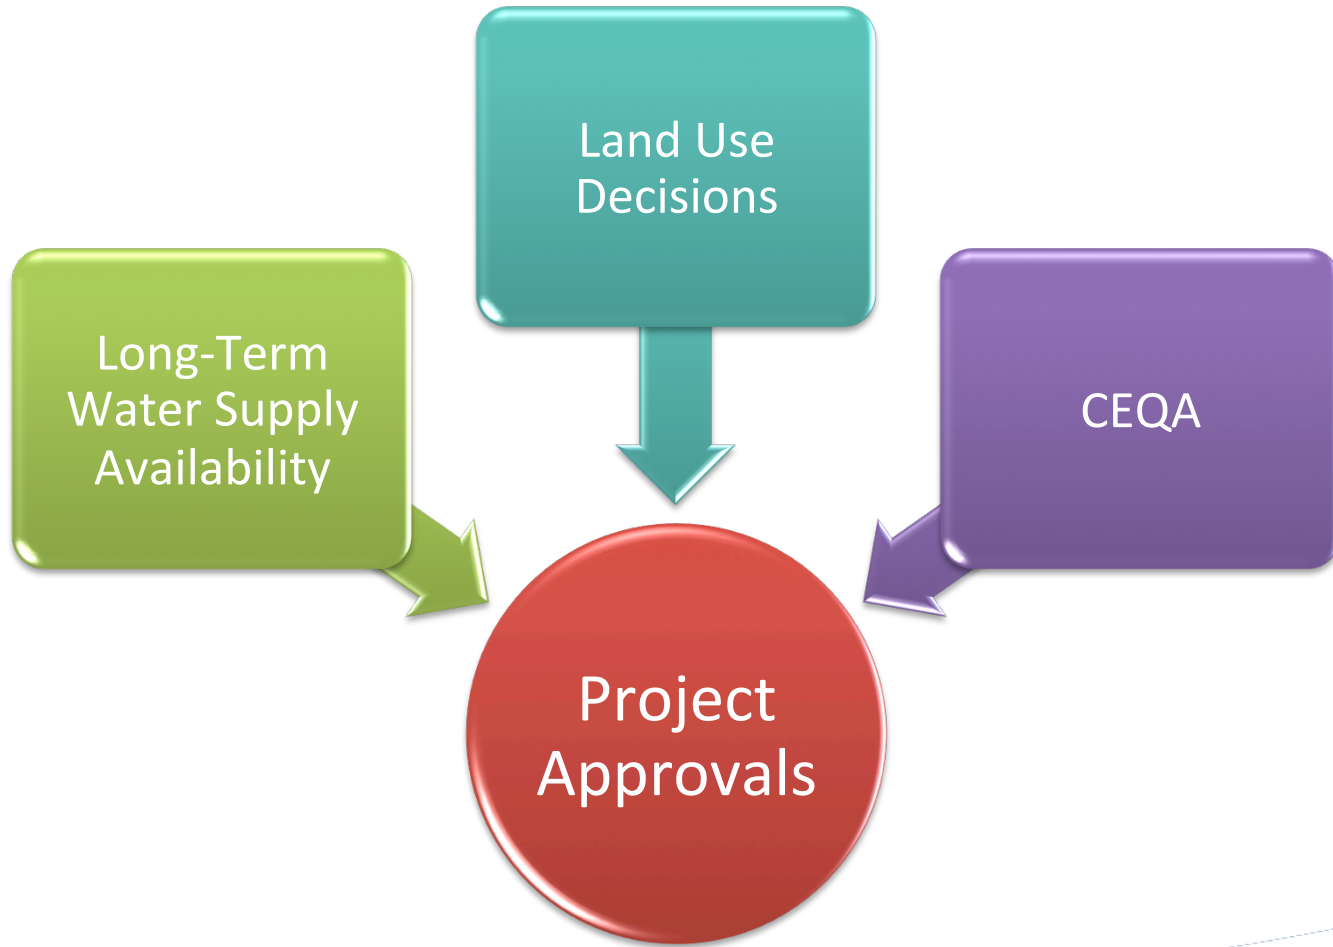 Land Use
Decisions
Long-Term
Water Supply
Availability
CEQA
Project
Approvals